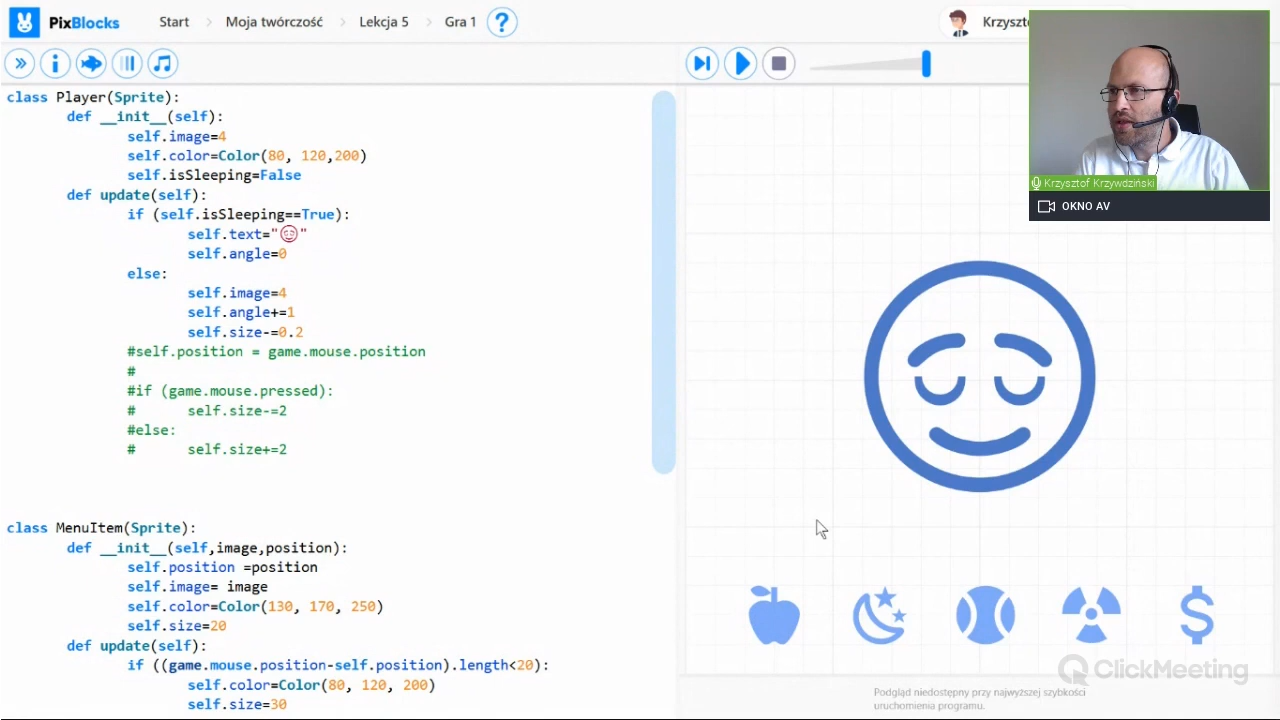 PixBlocks
Start
Moja twórczość
Lekcja 5
Gra 1
?
Krzyszto
class Player(Sprite):
def __init__(self):
self.image=4
self.color=Color(80, 120,200)
self.isSleeping=False
def update(self):
if (self.isSleeping==True):
self.text="😌"
self.angle=0
else:
self.image=4
self.angle+=1
self.size-=0.2
#self.position = game.mouse.position
#
#if (game.mouse.pressed):
# self.size-=2
#else:
# self.size+=2
class MenuItem(Sprite):
def __init__(self,image,position):
self.position =position
self.image= image
self.color=Color(130, 170, 250)
self.size=20
def update(self):
if ((game.mouse.position-self.position).length<20):
self.color=Color(80, 120, 200)
self.size=30
Krzysztof Krzywdziński
OKNO AV
ClickMeeting
Podgląd niedostępny przy najwyższej szybkości
uruchomienia programu.